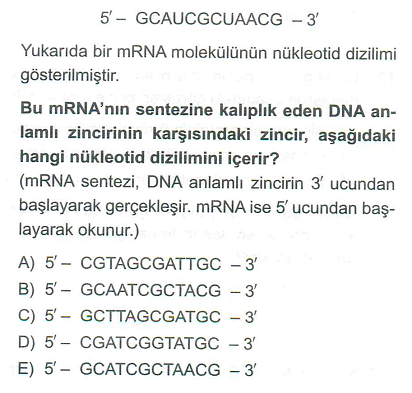 5′ – GCAUCGCUAACG – 3′
Yukarıda bir mRNA molekülünün nükleotid dizilimi
gösterilmiştir.
Bu mRNA’nın sentezine kalıplık eden DNA an-
lamlı zincirinin karşısındaki zincir, aşağıdaki
hangi nükleotid dizilimini içerir?
(mRNA sentezi, DNA anlamlı zincirin 3′ ucundan
başlayarak gerçekleşir. mRNA ise 5′ ucundan baş-
layarak okunur.)
A) 5′ – CGTAGCGATTGC – 3′
B) 5′ – GCAATCGCTACG – 3′
C) 5′ – GCTTAGCGATGC – 3′
D) 5′ – CGATCGGTATGC – 3′
E) 5′ – GCATCGCTAACG – 3′